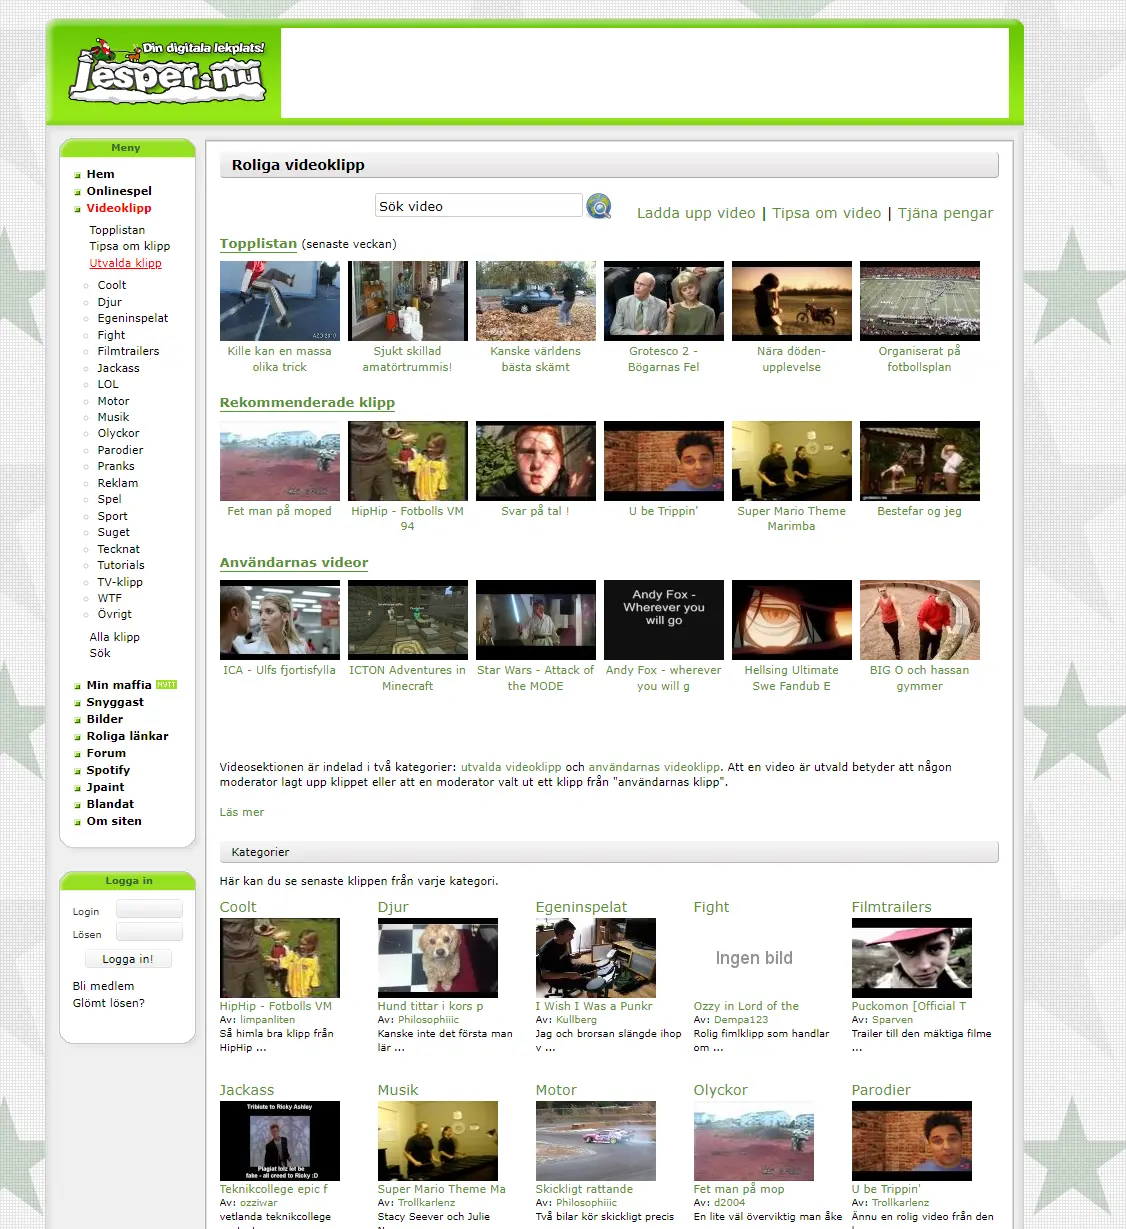 Din digitala lekplats!
jesper.nu
Meny
Hem
Onlinespel
Videoklipp
Topplistan
Tipsa om klipp
Utvalda klipp
Coolt
Djur
Egeninspelat
Fight
Filmtrailers
Jackass
LOL
Motor
Musik
Olyckor
Parodier
Pranks
Reklam
Spel
Sport
Suget
Tecknat
Tutorials
TV-klipp
WTF
Övrigt
Alla klipp
Sök
Min maffia NYTT
Snyggast
Bilder
Roliga länkar
Forum
Spotify
Jpaint
Blandat
Om siten
Logga in
Login
Lösen
Logga in!
Bli medlem
Glömt lösen?
Roliga videoklipp
Sök video
Ladda upp video | Tipsa om video | Tjäna pengar
Topplistan (senaste veckan)
Kille kan en massa
olika trick
Sjukt skillad
amatörtrummis!
Kanske världens
bästa skämt
Grotesco 2 -
Bögarnas Fel
Nära döden-
upplevelse
Organiserat på
fotbollsplan
Rekommenderade klipp
Fet man på moped
HipHip - Fotbolls VM
94
Svar på tal !
U be Trippin'
Super Mario Theme
Marimba
Bestefar og jeg
Användarnas videor
Andy Fox -
Wherever you
will go
ICA - Ulfs fjortisfylla
ICTON Adventures in
Minecraft
Star Wars - Attack of
the MODE
Andy Fox - wherever
you will g
Hellsing Ultimate
Swe Fandub E
BIG O och hassan
gymmer
Videosektionen är indelad i två kategorier: utvalda videoklipp och användarnas videoklipp. Att en video är utvald betyder att någon
moderator lagt upp klippet eller att en moderator valt ut ett klipp från "användarnas klipp".
Läs mer
Kategorier
Här kan du se senaste klippen från varje kategori.
Coolt
HipHip - Fotbolls VM
Av: limpanliten
Så himla bra klipp från
HipHip ...
Djur
Hund tittar i kors p
Av: Philosophiiic
Kanske inte det första man
lär ...
Egeninspelat
I Wish I Was a Punkr
Av: Kullberg
Jag och brorsan slängde ihop
v ...
Fight
Ingen bild
Ozzy in Lord of the
Av: Dempa123
Rolig fimlklipp som handlar
om ...
Filmtrailers
Puckomon [Official T
Av: Sparven
Trailer till den mäktiga filme
...
Jackass
Tribiute to Ricky Ashley
Plagiat lolz let be
fake - all creed to Ricky :D
Teknikcollege epic f
Av: ozziwar
vetlanda teknikcollege
Musik
Super Mario Theme Ma
Av: Trollkarlenz
Stacy Seever och Julie
Motor
Skickligt rattande
Av: Philosophiiic
Två bilar kör skickligt precis
Olyckor
Fet man på mop
Av: d2004
En lite väl överviktig man åke
Parodier
U be Trippin'
Av: Trollkarlenz
Ännu en rolig video från den